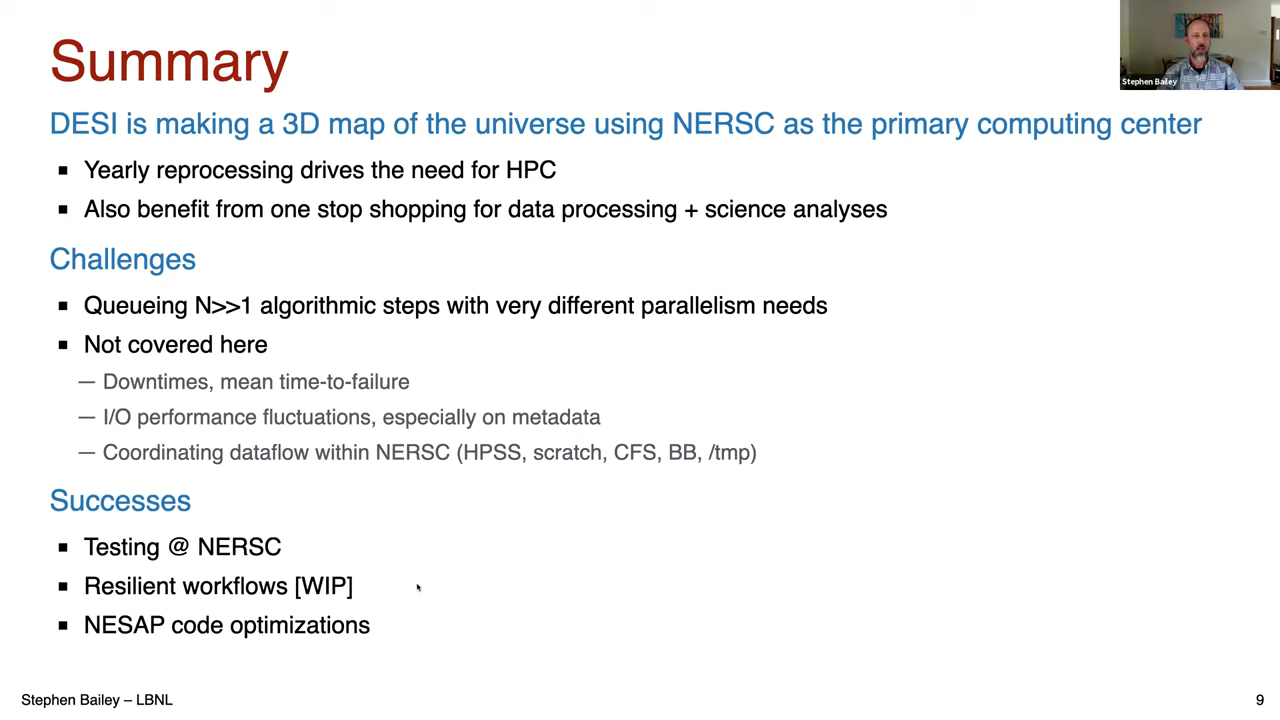 Summary
Stephen Bailey
DESI is making a 3D map of the universe using NERSC as the primary computing center
▪ Yearly reprocessing drives the need for HPC
▪ Also benefit from one stop shopping for data processing + science analyses
Challenges
▪ Queueing N>>1 algorithmic steps with very different parallelism needs
▪ Not covered here
— Downtimes, mean time-to-failure
— I/O performance fluctuations, especially on metadata
— Coordinating dataflow within NERSC (HPSS, scratch, CFS, BB, /tmp)
Successes
▪ Testing @ NERSC
▪ Resilient workflows [WIP]
▪ NESAP code optimizations
Stephen Bailey – LBNL
9